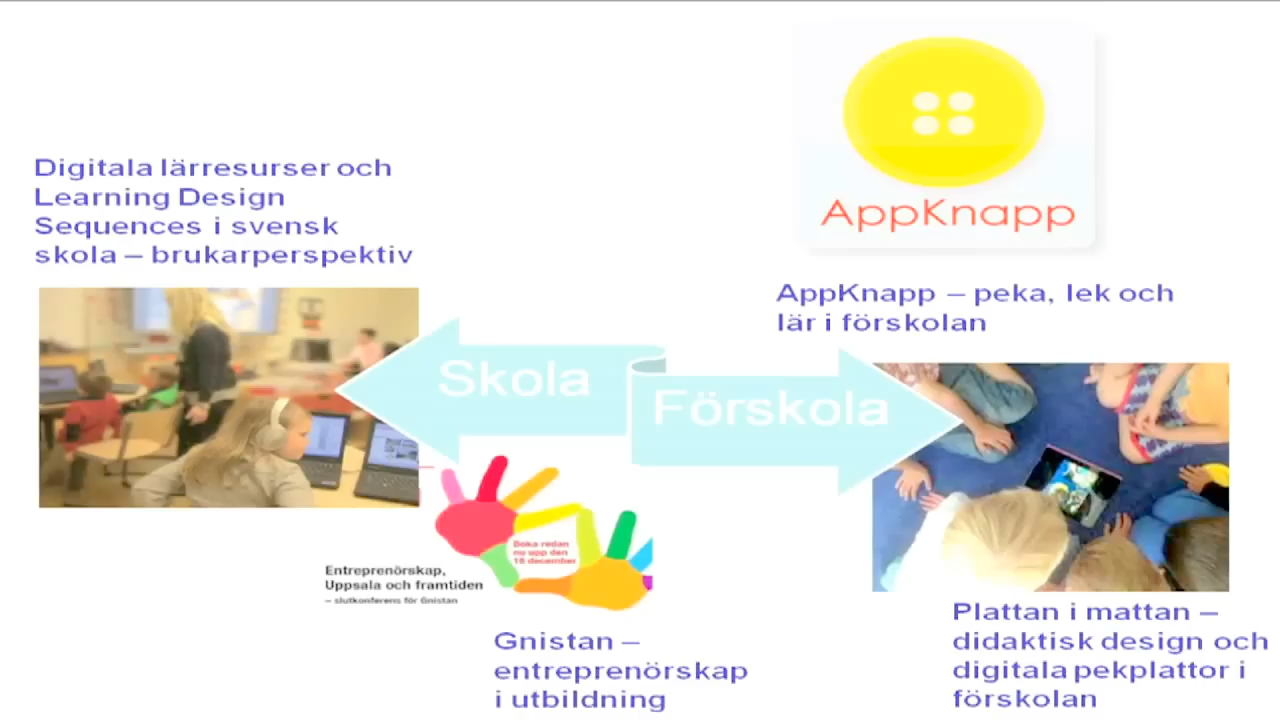 Digitala lärresurser och
Learning Design
Sequences i svensk
skola – brukarperspektiv
AppKnapp
AppKnapp – peka, lek och
lär i förskolan
Skola
Förskola
Boka redan
nu upp den
18 december
Entreprenörskap,
Uppsala och framtiden
– slutkonferens för Gnistan
Gnistan –
entreprenörskap
i utbildning
Plattan i mattan –
didaktisk design och
digitala pekplattor i
förskolan